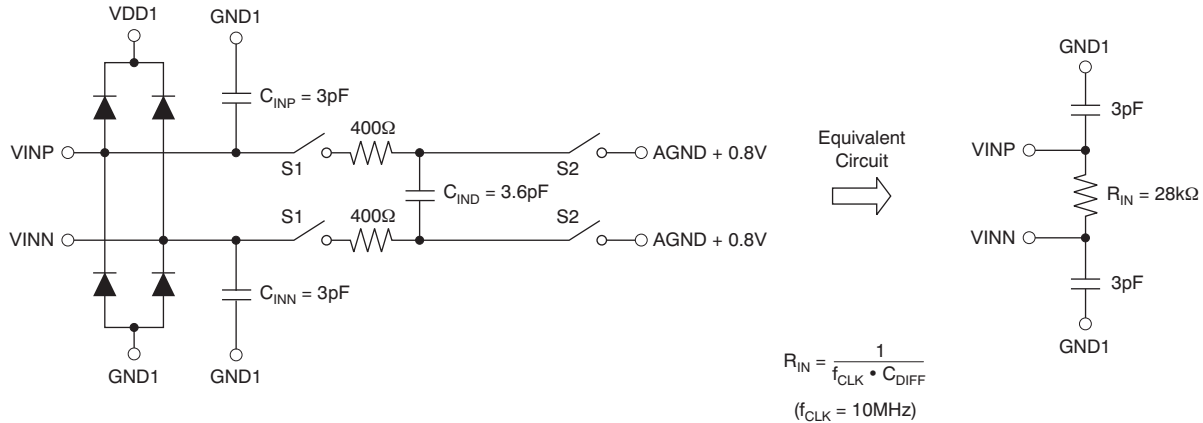 VDD1
GND1
C_INP = 3pF
400Ω
VINP
S1
S2
AGND + 0.8V
C_IND = 3.6pF
400Ω
VINN
S1
S2
AGND + 0.8V
C_INN = 3pF
GND1
GND1
Equivalent
Circuit
GND1
3pF
VINP
R_IN = 28kΩ
VINN
3pF
GND1
R_IN = 1 / f_CLK • C_DIFF
(f_CLK = 10MHz)